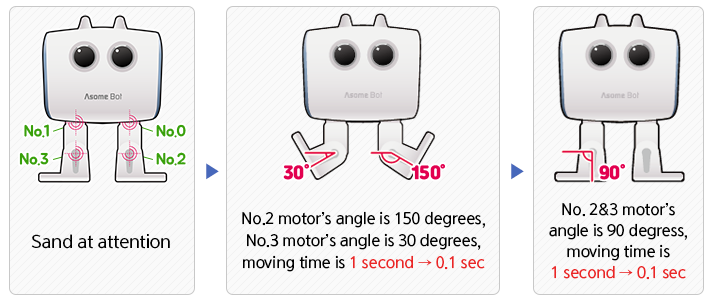 Asome Bot
No.1
No.0
No.3
No.2
Sand at attention
Asome Bot
30°
150°
No.2 motor's angle is 150 degrees,
No.3 motor's angle is 30 degrees,
moving time is 1 second → 0.1 sec
90°
No. 2&3 motor's
angle is 90 degress,
moving time is
1 second → 0.1 sec